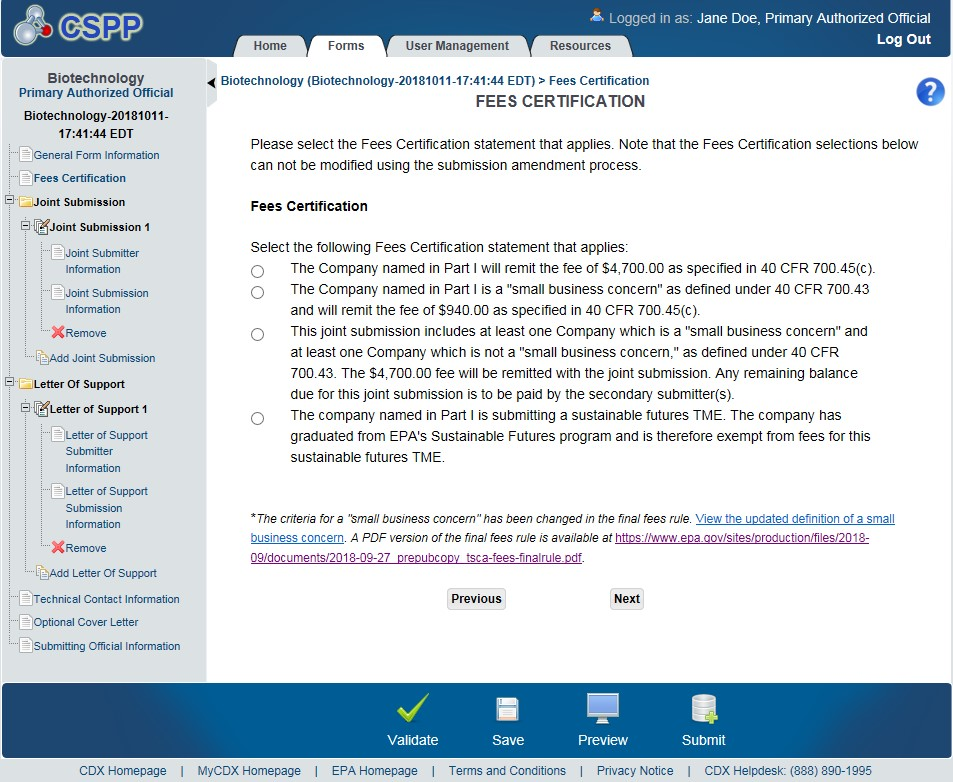 CSPP
Logged in as: Jane Doe, Primary Authorized Official
Log Out
Home
Forms
User Management
Resources
Biotechnology
Primary Authorized Official
Biotechnology-20181011-
17:41:44 EDT
General Form Information
Fees Certification
Joint Submission
Joint Submission 1
Joint Submitter
Information
Joint Submission
Information
Remove
Add Joint Submission
Letter Of Support
Letter of Support 1
Letter of Support
Submitter
Information
Letter of Support
Submission
Information
Remove
Add Letter Of Support
Technical Contact Information
Optional Cover Letter
Submitting Official Information
Biotechnology (Biotechnology-20181011-17:41:44 EDT) > Fees Certification
FEES CERTIFICATION
?
Please select the Fees Certification statement that applies. Note that the Fees Certification selections below
can not be modified using the submission amendment process.
Fees Certification
Select the following Fees Certification statement that applies:
The Company named in Part I will remit the fee of $4,700.00 as specified in 40 CFR 700.45(c).
The Company named in Part I is a "small business concern" as defined under 40 CFR 700.43
and will remit the fee of $940.00 as specified in 40 CFR 700.45(c).
This joint submission includes at least one Company which is a "small business concern" and
at least one Company which is not a "small business concern," as defined under 40 CFR
700.43. The $4,700.00 fee will be remitted with the joint submission. Any remaining balance
due for this joint submission is to be paid by the secondary submitter(s).
The company named in Part I is submitting a sustainable futures TME. The company has
graduated from EPA's Sustainable Futures program and is therefore exempt from fees for this
sustainable futures TME.
*The criteria for a "small business concern" has been changed in the final fees rule. View the updated definition of a small
business concern. A PDF version of the final fees rule is available at https://www.epa.gov/sites/production/files/2018-
09/documents/2018-09-27_prepubcopy_tsca-fees-finalrule.pdf.
Previous
Next
Validate
Save
Preview
Submit
CDX Homepage | MyCDX Homepage | EPA Homepage | Terms and Conditions | Privacy Notice | CDX Helpdesk: (888) 890-1995